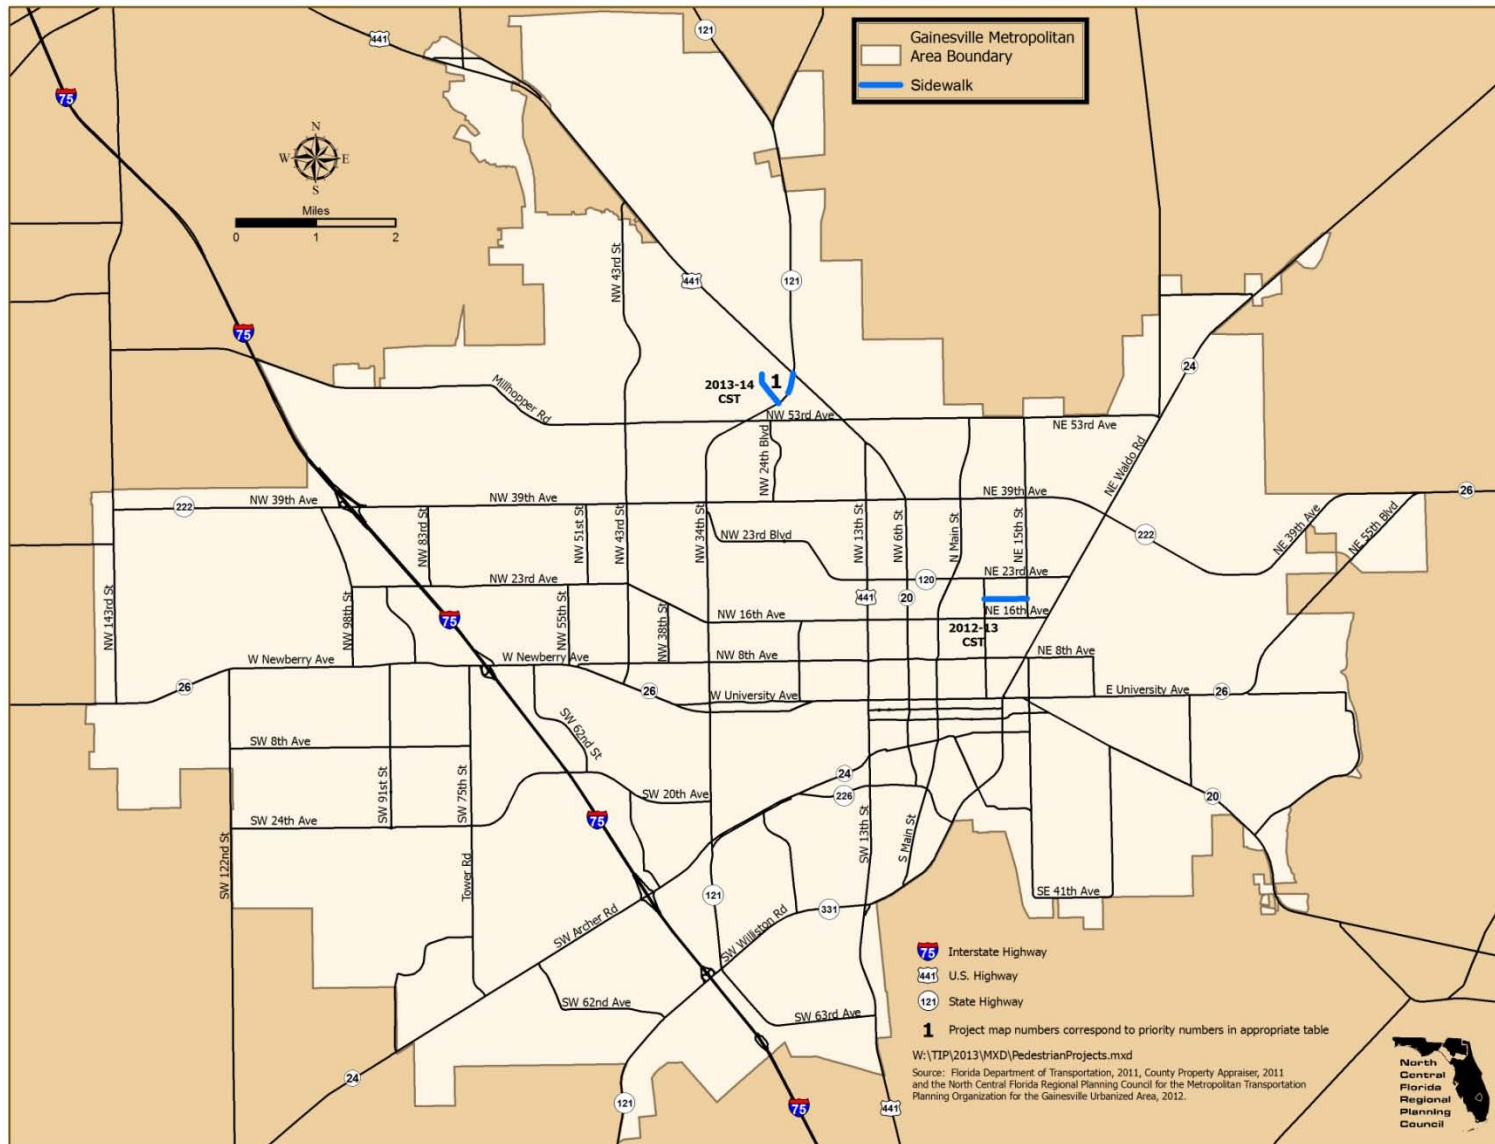 Gainesville Metropolitan
Area Boundary
Sidewalk
121
441
75
N
W E
S
Miles
0 1 2
NW 43rd St
441
121
75
24
2013-14
CST
1
Millhopper Rd
NW 53rd Ave
NE 53rd Ave
NW 24th Blvd
NE Waldo Rd
222
NW 39th Ave
NW 39th Ave
NE 39th Ave
26
NW 83rd St
NW 51st St
NW 43rd St
NW 34th St
NW 23rd Blvd
NW 13th St
NW 6th St
N Main St
NE 15th St
222
NE 39th Ave
NE 55th Blvd
NW 143rd St
NW 98th St
NW 23rd Ave
120
NE 23rd Ave
75
NW 55th St
NW 38th St
NW 16th Ave
441
20
NE 16th Ave
2012-13
CST
W Newberry Ave
W Newberry Ave
NW 8th Ave
NE 8th Ave
26
26
W University Ave
E University Ave
26
SW 62nd St
SW 8th Ave
SW 91st St
SW 75th St
24
226
SW 20th Ave
20
SW 24th Ave
75
SW 122nd St
Tower Rd
SW 13th St
S Main St
121
SE 41th Ave
SW Archer Rd
SW Williston Rd
331
SW 62nd Ave
SW 63rd Ave
24
121
75
441
75 Interstate Highway
441 U.S. Highway
121 State Highway
1 Project map numbers correspond to priority numbers in appropriate table
W:\TIP\2013\MXD\PedestrianProjects.mxd
Source: Florida Department of Transportation, 2011, County Property Appraiser, 2011
and the North Central Florida Regional Planning Council for the Metropolitan Transportation
Planning Organization for the Gainesville Urbanized Area, 2012.
North
Central
Florida
Regional
Planning
Council